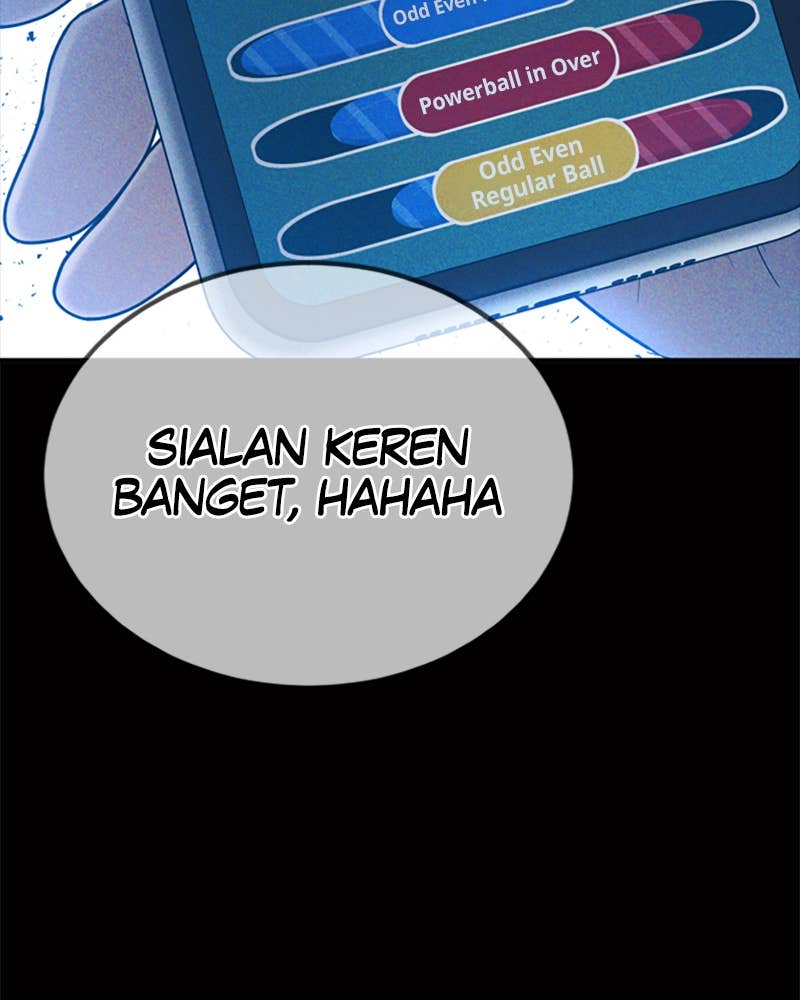 Odd Even
Powerball in Over
Odd Even
Regular Ball
SIALAN KEREN
BANGET, HAHAHA